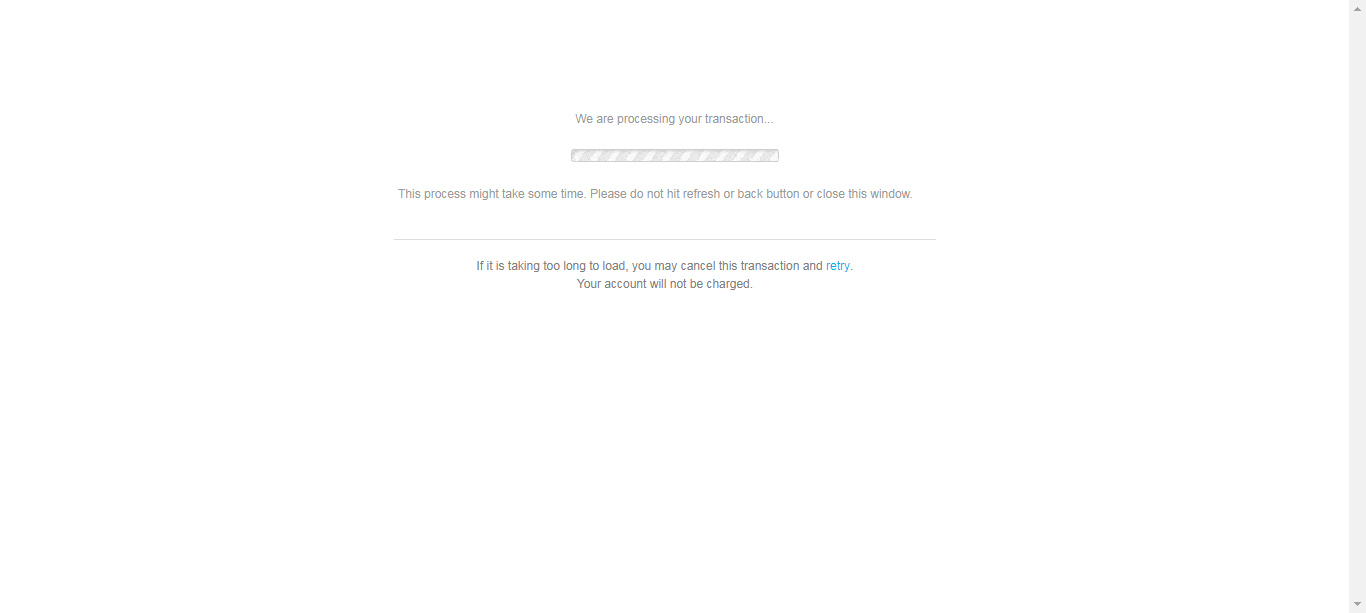 We are processing your transaction...
This process might take some time. Please do not hit refresh or back button or close this window.
If it is taking too long to load, you may cancel this transaction and retry.
Your account will not be charged.